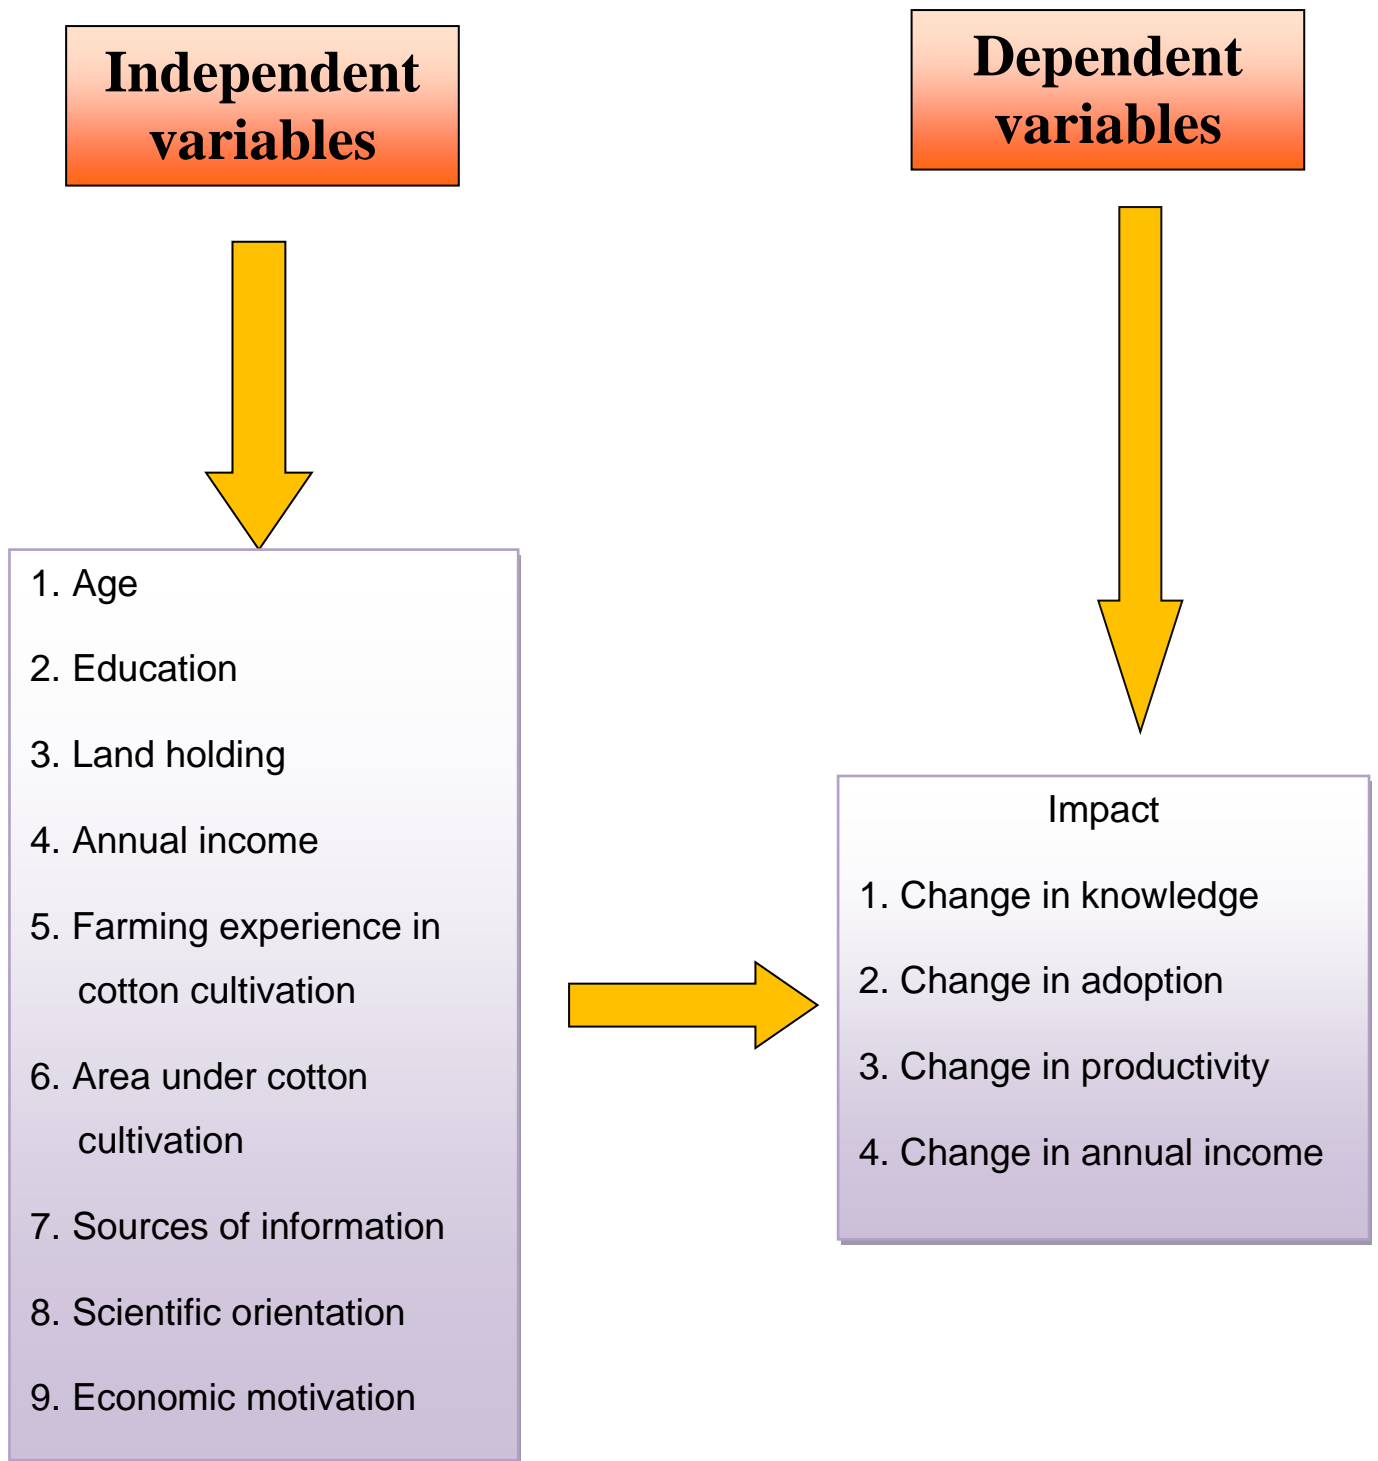 Independent
variables
Dependent
variables
1. Age
2. Education
3. Land holding
4. Annual income
5. Farming experience in
cotton cultivation
6. Area under cotton
cultivation
7. Sources of information
8. Scientific orientation
9. Economic motivation
Impact
1. Change in knowledge
2. Change in adoption
3. Change in productivity
4. Change in annual income